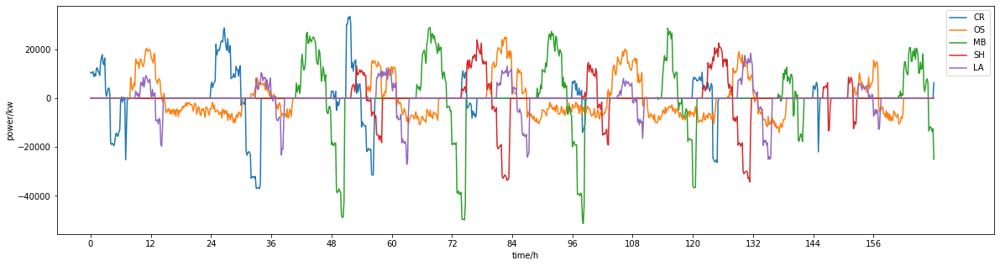 CR
OS
MB
SH
LA
20000
0
-20000
-40000
power/kw
0 12 24 36 48 60 72 84 96 108 120 132 144 156
time/h